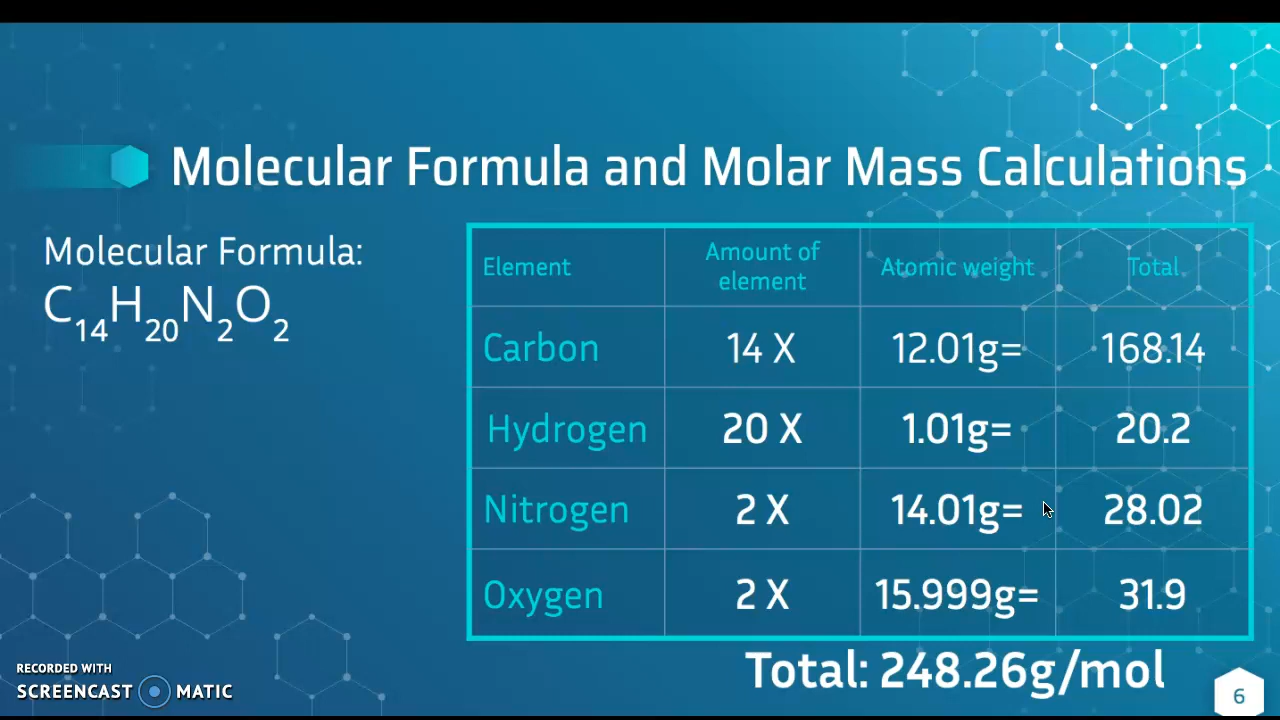 Molecular Formula and Molar Mass Calculations
Molecular Formula:
C₁₄H₂₀N₂O₂
Element Amount of element Atomic weight Total
Carbon 14 X 12.01g= 168.14
Hydrogen 20 X 1.01g= 20.2
Nitrogen 2 X 14.01g= 28.02
Oxygen 2 X 15.999g= 31.9
Total: 248.26g/mol
RECORDED WITH
SCREENCAST MATIC
6